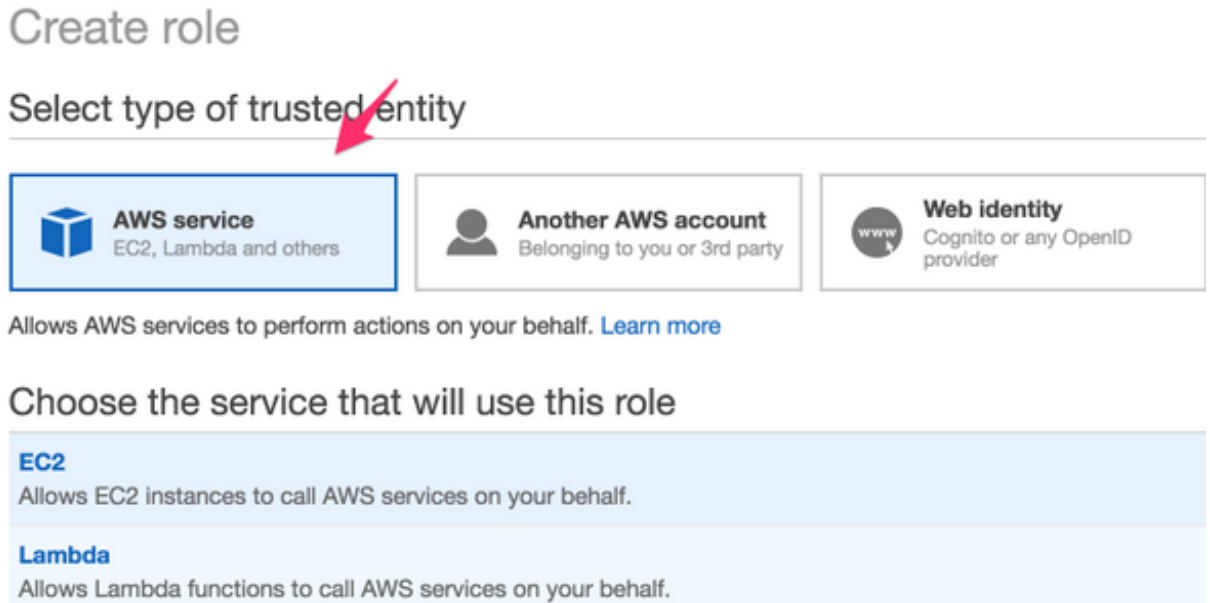 Create role
Select type of trusted entity
AWS service
EC2, Lambda and others
Another AWS account
Belonging to you or 3rd party
www
Web identity
Cognito or any OpenID
provider
Allows AWS services to perform actions on your behalf. Learn more
Choose the service that will use this role
EC2
Allows EC2 instances to call AWS services on your behalf.
Lambda
Allows Lambda functions to call AWS services on your behalf.